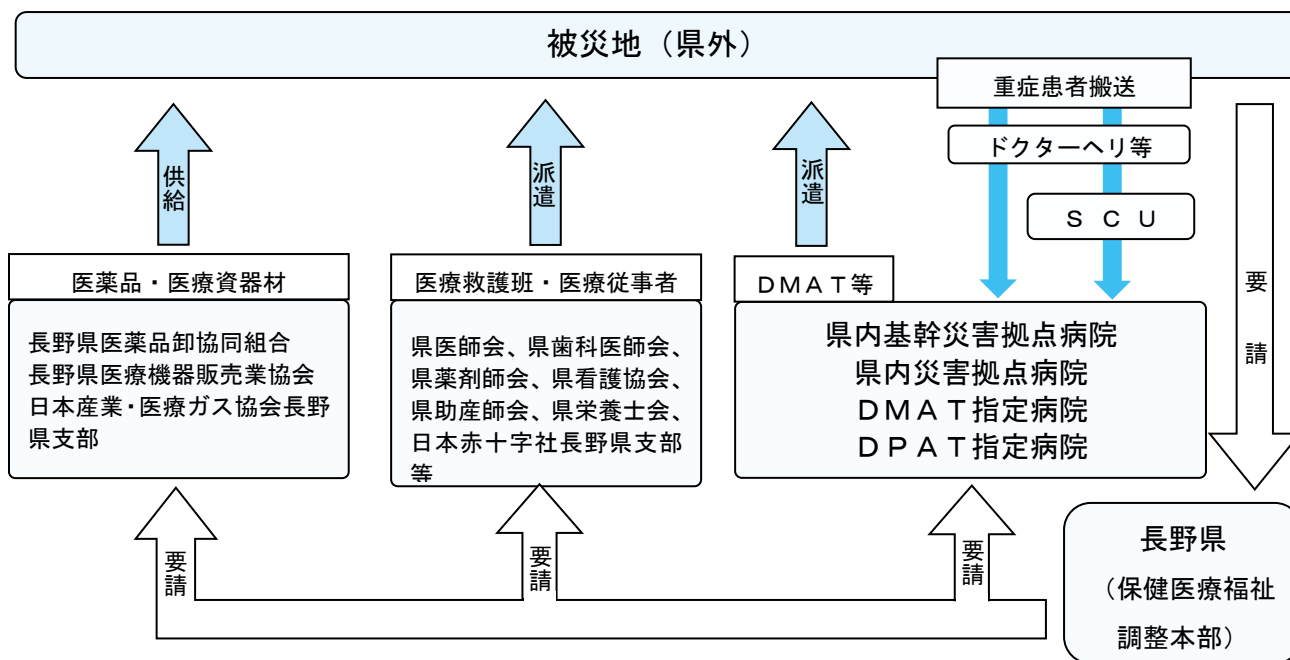 被災地（県外）
重症患者搬送
ドクターヘリ等
ＳＣＵ
供給
派遣
派遣
要請
医薬品・医療資器材
長野県医薬品卸協同組合
長野県医療機器販売業協会
日本産業・医療ガス協会長野
県支部
医療救護班・医療従事者
県医師会、県歯科医師会、
県薬剤師会、県看護協会、
県助産師会、県栄養士会、
日本赤十字社長野県支部
等
ＤＭＡＴ等
県内基幹災害拠点病院
県内災害拠点病院
ＤＭＡＴ指定病院
ＤＰＡＴ指定病院
要請
要請
要請
長野県
（保健医療福祉
調整本部）